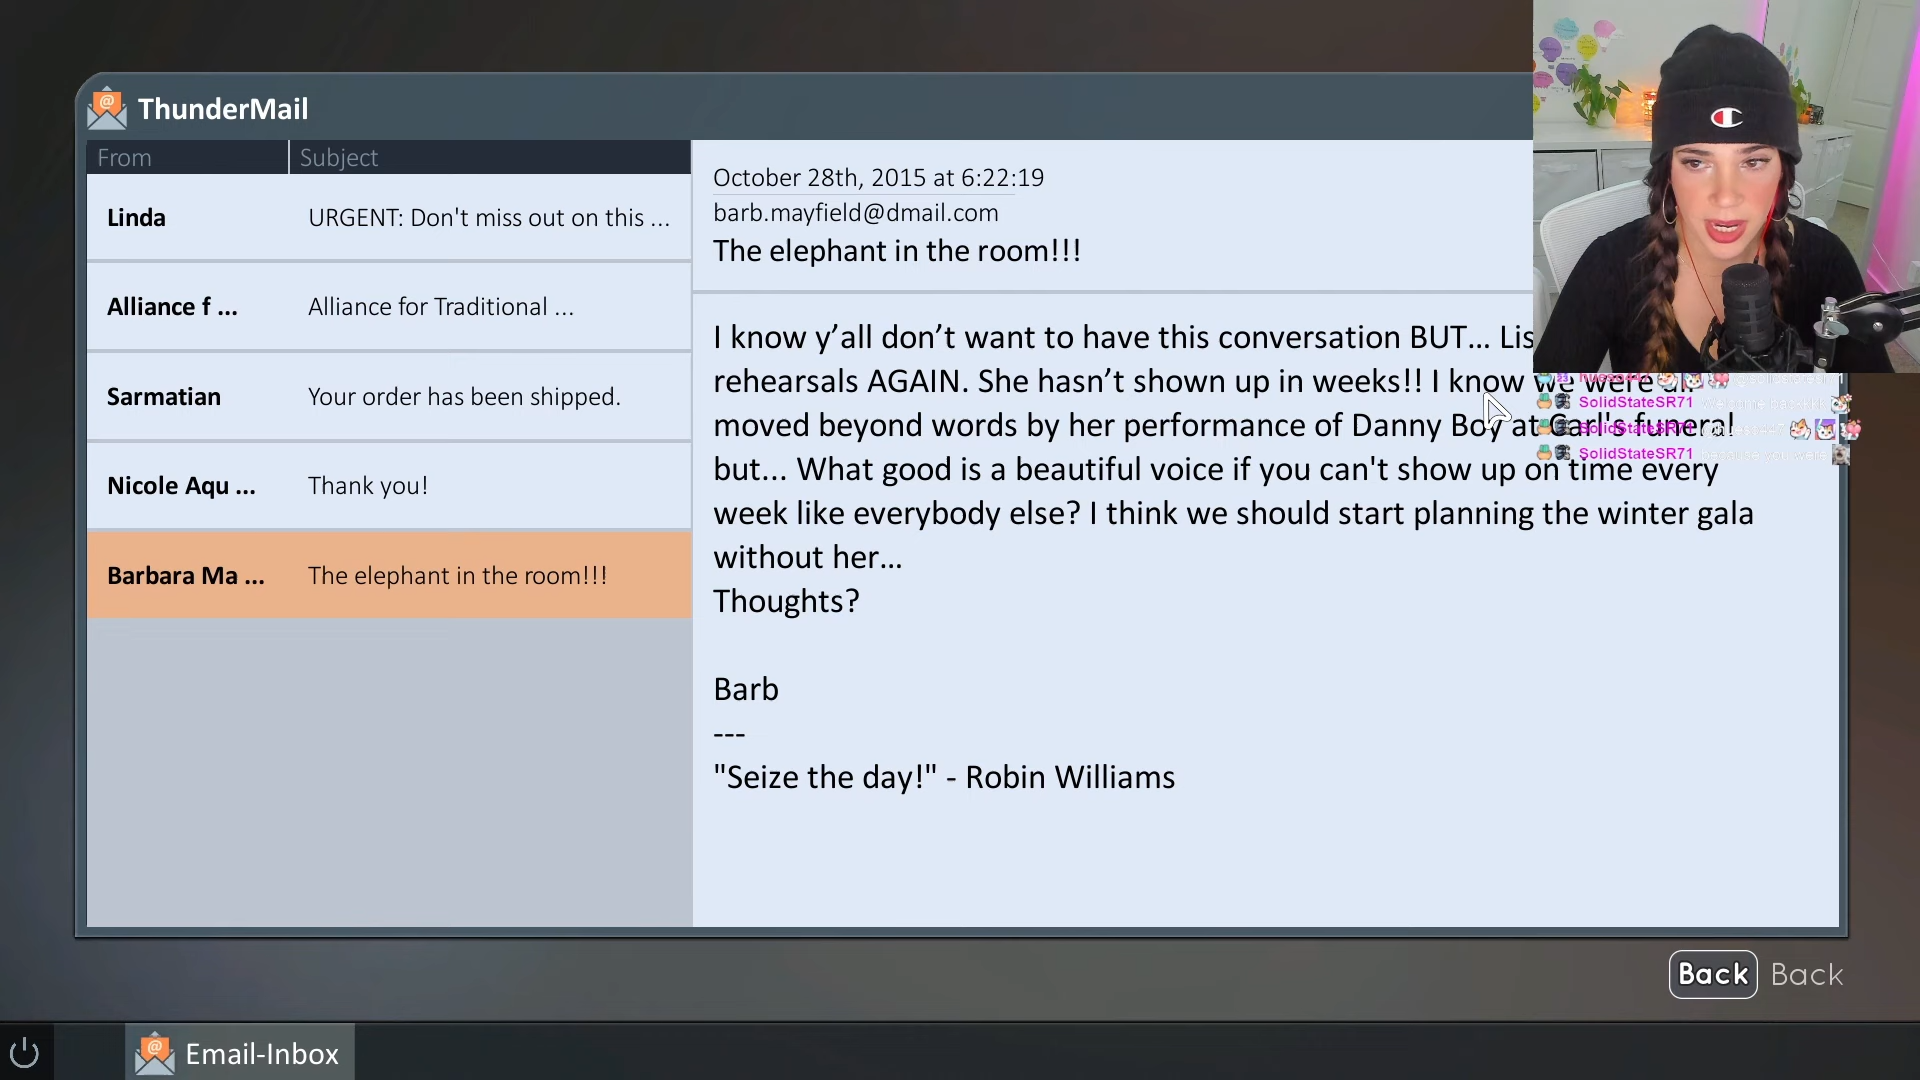 ThunderMail
From Subject
Linda URGENT: Don't miss out on this ...
Alliance f ... Alliance for Traditional ...
Sarmatian Your order has been shipped.
Nicole Aqu ... Thank you!
Barbara Ma ... The elephant in the room!!!
October 28th, 2015 at 6:22:19
barb.mayfield@dmail.com
The elephant in the room!!!
I know y’all don’t want to have this conversation BUT... Lis
rehearsals AGAIN. She hasn’t shown up in weeks!! I know we were all
moved beyond words by her performance of Danny Boy at Carl's funeral
but... What good is a beautiful voice if you can't show up on time every
week like everybody else? I think we should start planning the winter gala
without her...
Thoughts?
Barb
---
"Seize the day!" - Robin Williams
SolidStateSR71
SolidStateSR71
SolidStateSR71
Back Back
Email-Inbox